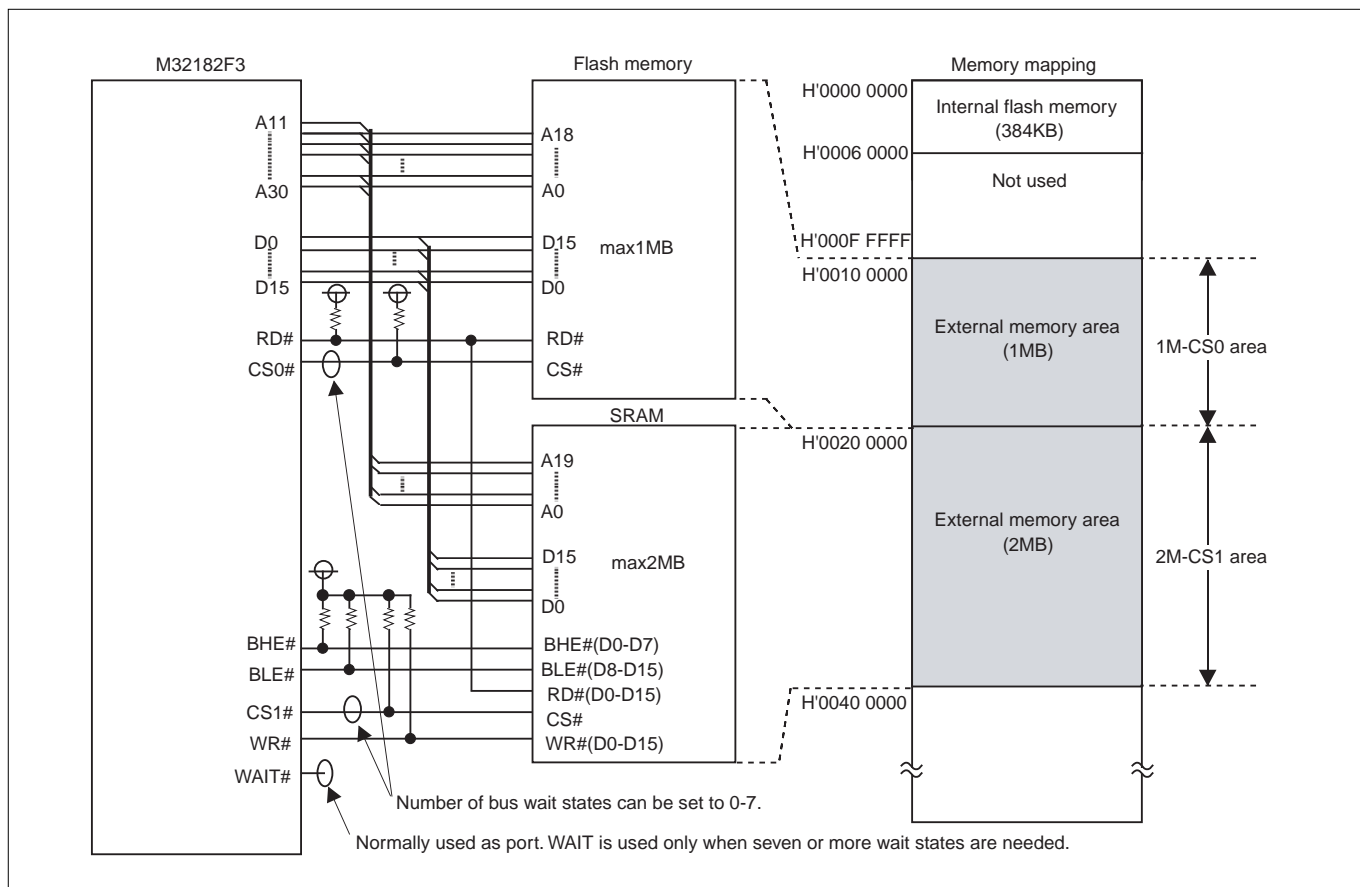 M32182F3
A11
A30
D0
D15
RD#
CS0#
BHE#
BLE#
CS1#
WR#
WAIT#
Flash memory
A18
A0
D15
max1MB
D0
RD#
CS#
SRAM
A19
A0
D15
max2MB
D0
BHE#(D0-D7)
BLE#(D8-D15)
RD#(D0-D15)
CS#
WR#(D0-D15)
Number of bus wait states can be set to 0-7.
Normally used as port. WAIT is used only when seven or more wait states are needed.
Memory mapping
H'0000 0000
Internal flash memory
(384KB)
H'0006 0000
Not used
H'000F FFFF
H'0010 0000
External memory area
(1MB)
1M-CS0 area
H'0020 0000
External memory area
(2MB)
2M-CS1 area
H'0040 0000